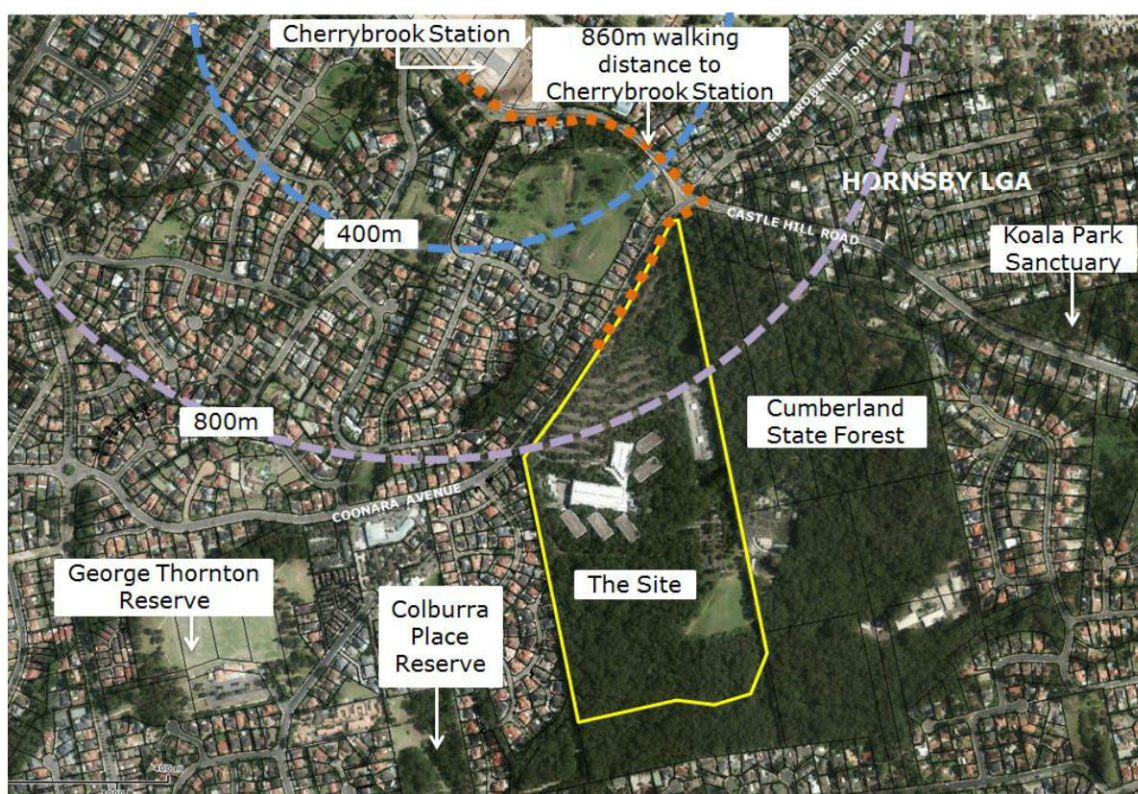 Cherrybrook Station
860m walking
distance to
Cherrybrook Station
EDWARD BENNETT DRIVE
HORNSBY LGA
400m
CASTLE HILL ROAD
Koala Park
Sanctuary
800m
Cumberland
State Forest
COONARA AVENUE
George Thornton
Reserve
The Site
Colburra
Place
Reserve
400 m